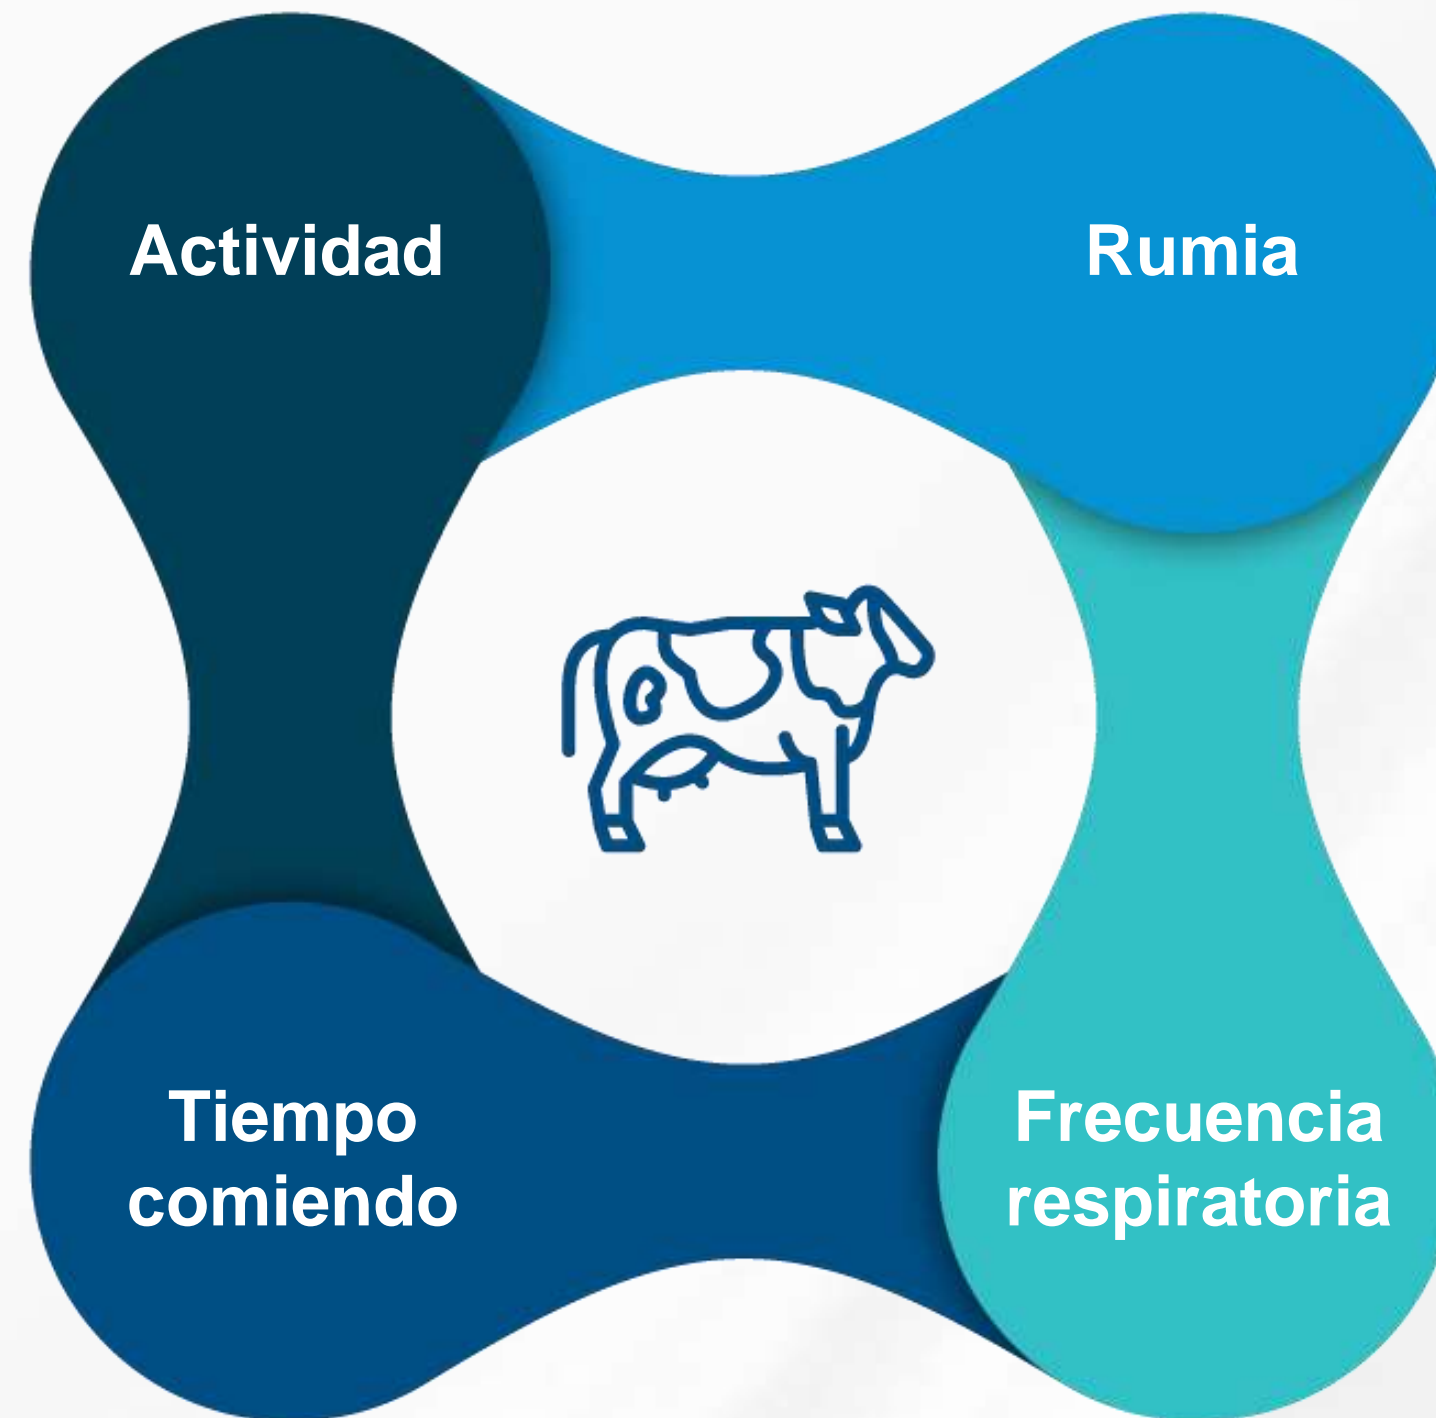 Actividad
Rumia
Tiempo
comiendo
Frecuencia
respiratoria